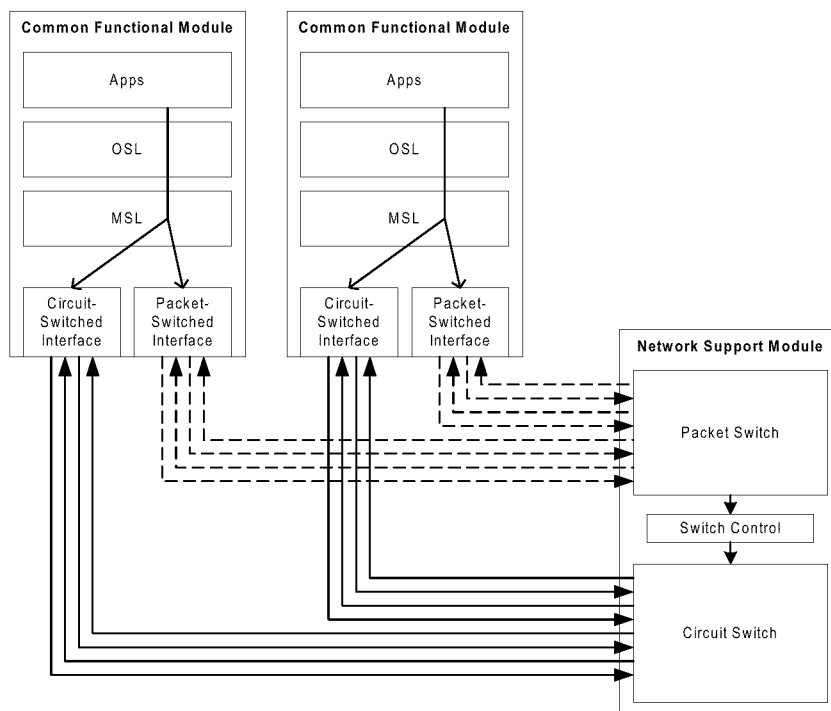 Common Functional Module
Apps
OSL
MSL
Circuit-
Switched
Interface
Packet-
Switched
Interface
Common Functional Module
Apps
OSL
MSL
Circuit-
Switched
Interface
Packet-
Switched
Interface
Network Support Module
Packet Switch
Switch Control
Circuit Switch